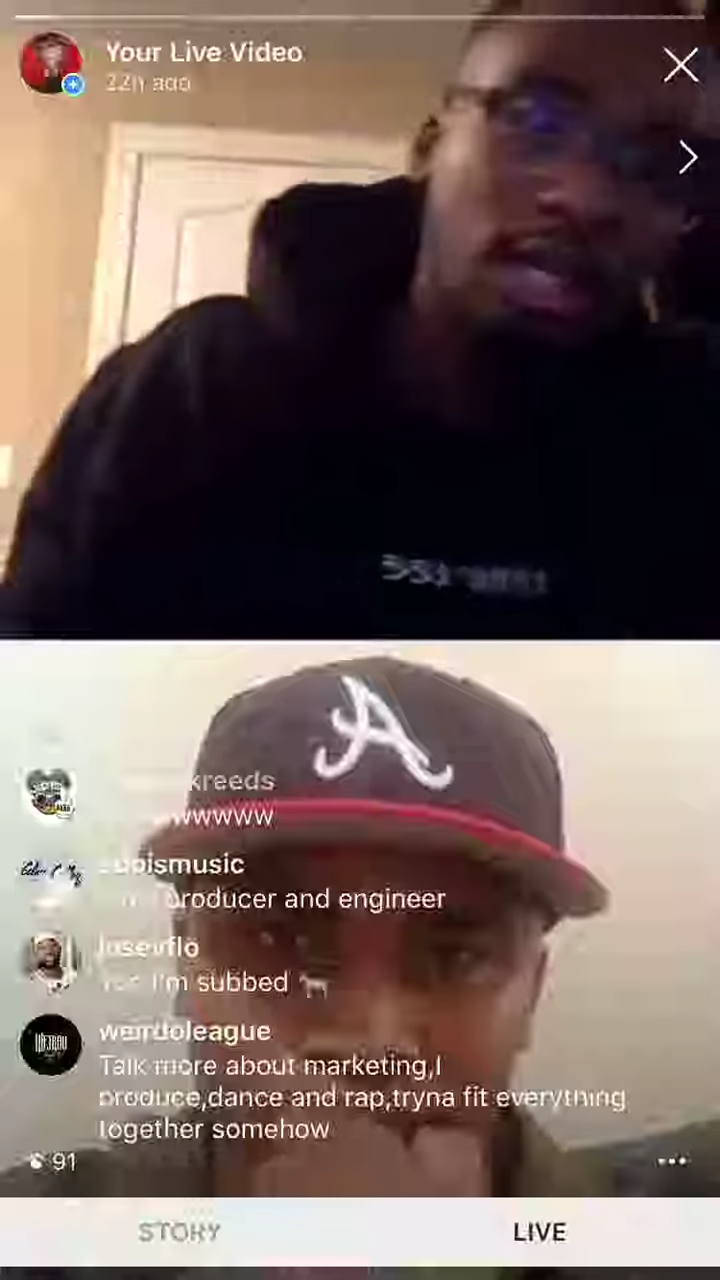 Your Live Video
22h ago
A
kreeds
wwwww
producer and engineer
I'm subbed
weirdoleague
Talk more about marketing,I
produce,dance and rap,tryna fit everything
together somehow
91
STORY
LIVE